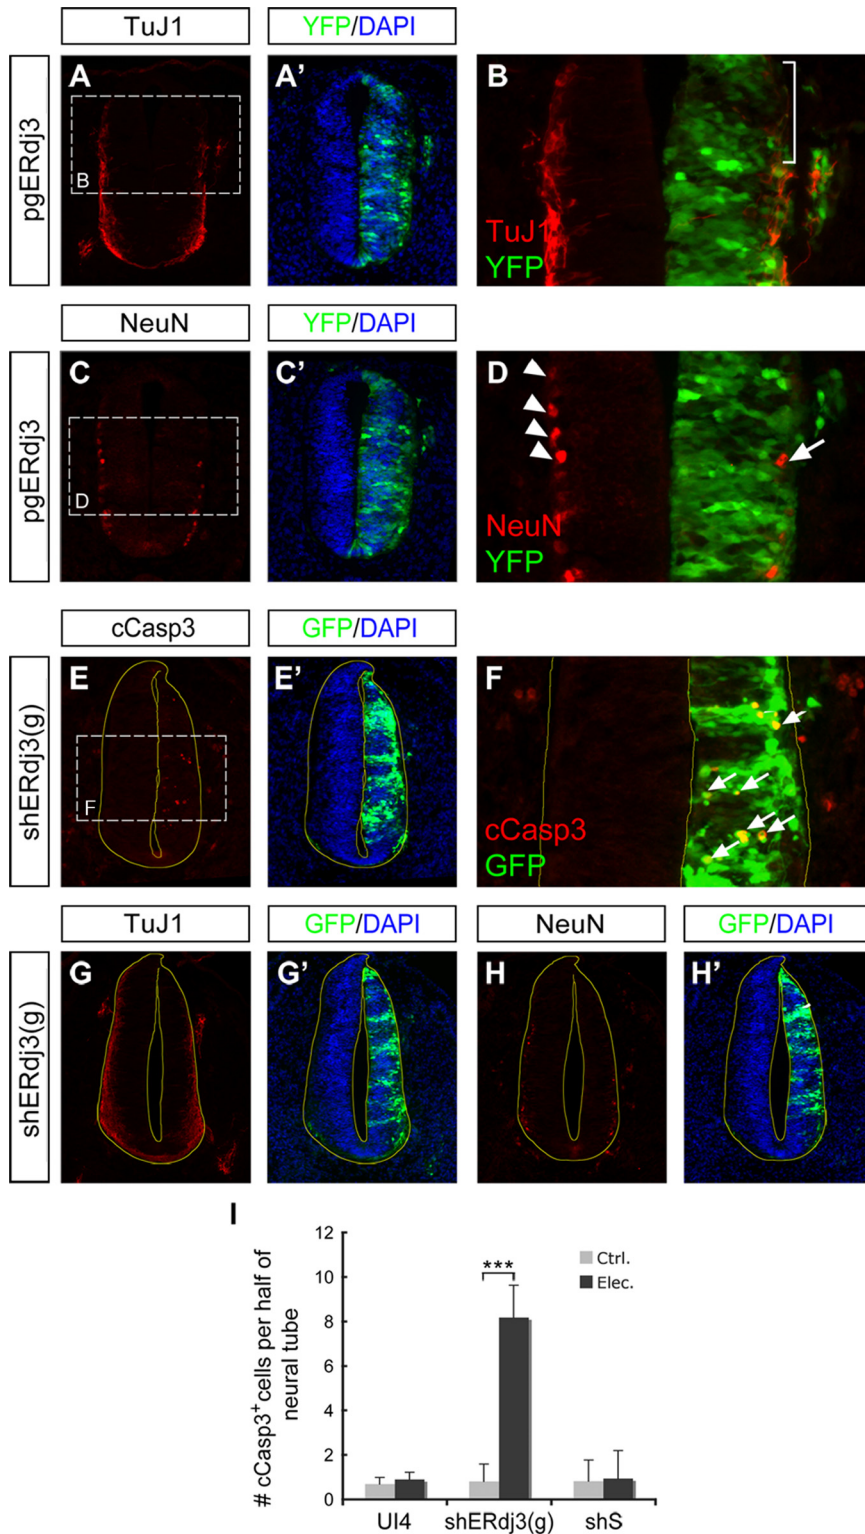 TuJ1
YFP/DAPI
pgERdj3
A
B
A'
B
TuJ1
YFP
NeuN
YFP/DAPI
pgERdj3
C
D
C'
D
NeuN
YFP
cCasp3
GFP/DAPI
shERdj3(g)
E
F
E'
F
cCasp3
GFP
TuJ1
GFP/DAPI
NeuN
GFP/DAPI
shERdj3(g)
G
G'
H
H'
I
# cCasp3+ cells per half of
neural tube
12
10
8
6
4
2
0
***
Ctrl.
Elec.
UI4
shERdj3(g)
shS